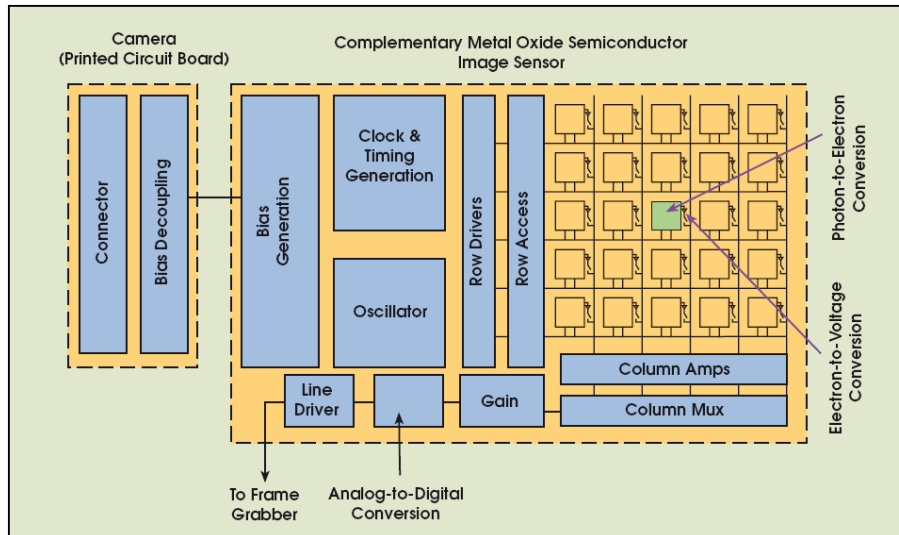 Camera
(Printed Circuit Board)
Complementary Metal Oxide Semiconductor
Image Sensor
Connector
Bias Decoupling
Bias
Generation
Clock &
Timing
Generation
Oscillator
Row Drivers
Row Access
Photon-to-Electron
Conversion
Electron-to-Voltage
Conversion
Column Amps
Column Mux
Line
Driver
Gain
To Frame
Grabber
Analog-to-Digital
Conversion